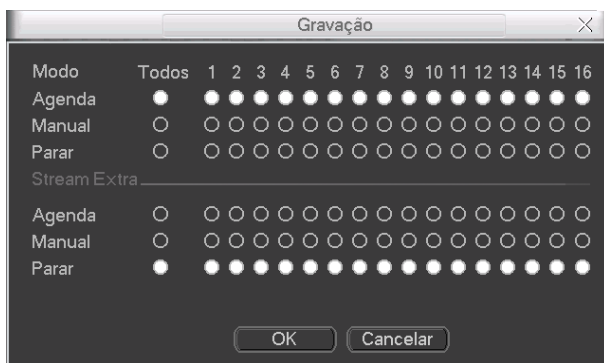 Gravação
Modo Todos 1 2 3 4 5 6 7 8 9 10 11 12 13 14 15 16
Agenda
Manual
Parar
Stream Extra
Agenda
Manual
Parar
OK Cancelar